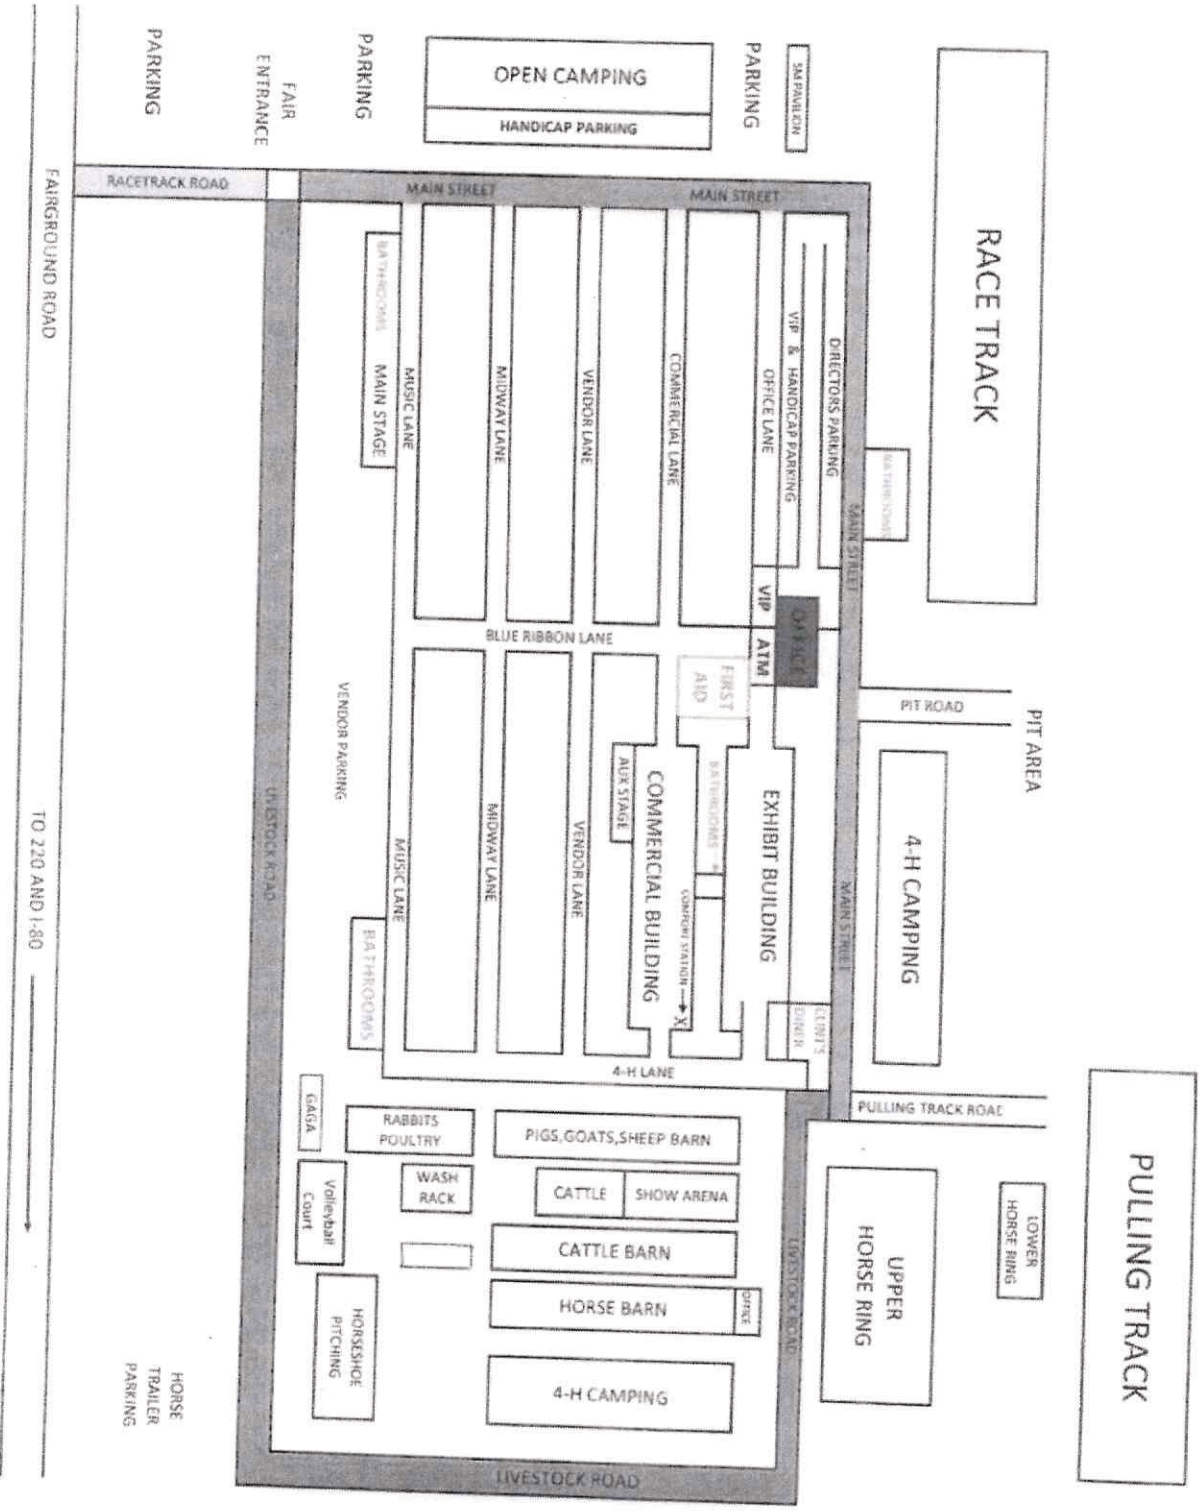 RACE TRACK
PIT AREA
PULLING TRACK
SM PAVILION
PARKING
OPEN CAMPING
HANDICAP PARKING
PARKING
FAIR
ENTRANCE
PARKING
BATHROOMS
PIT ROAD
4-H CAMPING
PULLING TRACK ROAD
LOWER
HORSE RING
UPPER
HORSE RING
MAIN STREET
MAIN STREET
MAIN STREET
MAIN STREET
RACETRACK ROAD
DIRECTORS PARKING
VIP & HANDICAP PARKING
OFFICE LANE
OFFICE
VIP
ATM
COMMERCIAL LANE
FIRST
AID
EXHIBIT BUILDING
BATHROOMS
COMFORT STATION
X
CLINT'S
DINER
COMMERCIAL BUILDING
AUX STAGE
VENDOR LANE
VENDOR LANE
BLUE RIBBON LANE
MIDWAY LANE
MIDWAY LANE
MUSIC LANE
MUSIC LANE
BATHROOMS
MAIN STAGE
VENDOR PARKING
BATHROOMS
4-H LANE
LIVESTOCK ROAD
PIGS,GOATS,SHEEP BARN
RABBITS
POULTRY
GAGA
CATTLE
SHOW ARENA
WASH
RACK
Volleyball
Court
CATTLE BARN
HORSE BARN
OFFICE
4-H CAMPING
HORSESHOE
PITCHING
LIVESTOCK ROAD
LIVESTOCK ROAD
HORSE
TRAILER
PARKING
FAIRGROUND ROAD
TO 220 AND I-80